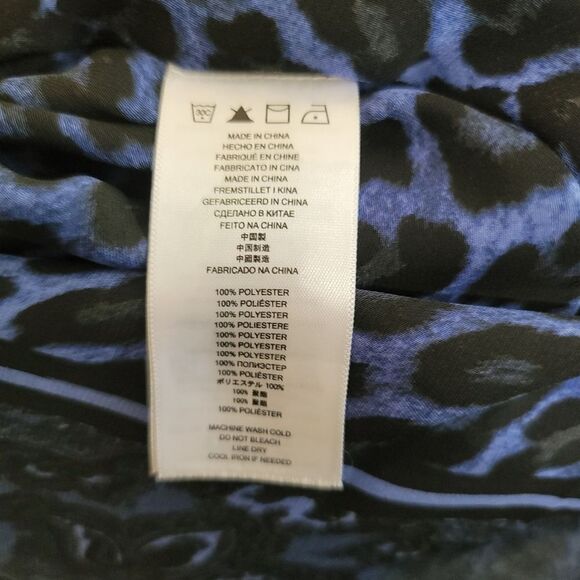 30C
MADE IN CHINA
HECHO EN CHINA
FABRIQUÉ EN CHINE
FABBRICATO IN CINA
MADE IN CHINA
FREMSTILLET I KINA
GEFABRICEERD IN CHINA
СДЕЛАНО В КИТАЕ
FEITO NA CHINA
中国製
中国制造
中國製造
FABRICADO NA CHINA
100% POLYESTER
100% POLIÉSTER
100% POLYESTER
100% POLIESTERE
100% POLYESTER
100% POLYESTER
100% POLYESTER
100% ПОЛИЭСТЕР
100% POLIÉSTER
ポリエステル 100%
100% 聚酯
100% 聚酯
100% POLIÉSTER
MACHINE WASH COLD
DO NOT BLEACH
LINE DRY
COOL IRON IF NEEDED